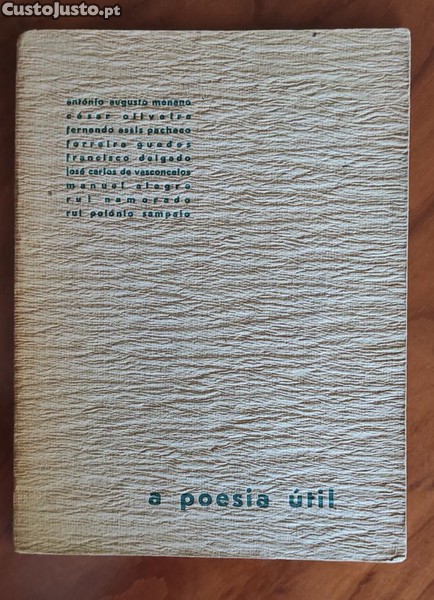 CustoJusto.pt
antónio augusto menano
césar oliveira
fernando assis pacheco
ferreira guedes
francisco delgado
josé carlos de vasconcelos
manuel alegre
rui namorado
rui polónio sampaio
a poesia útil